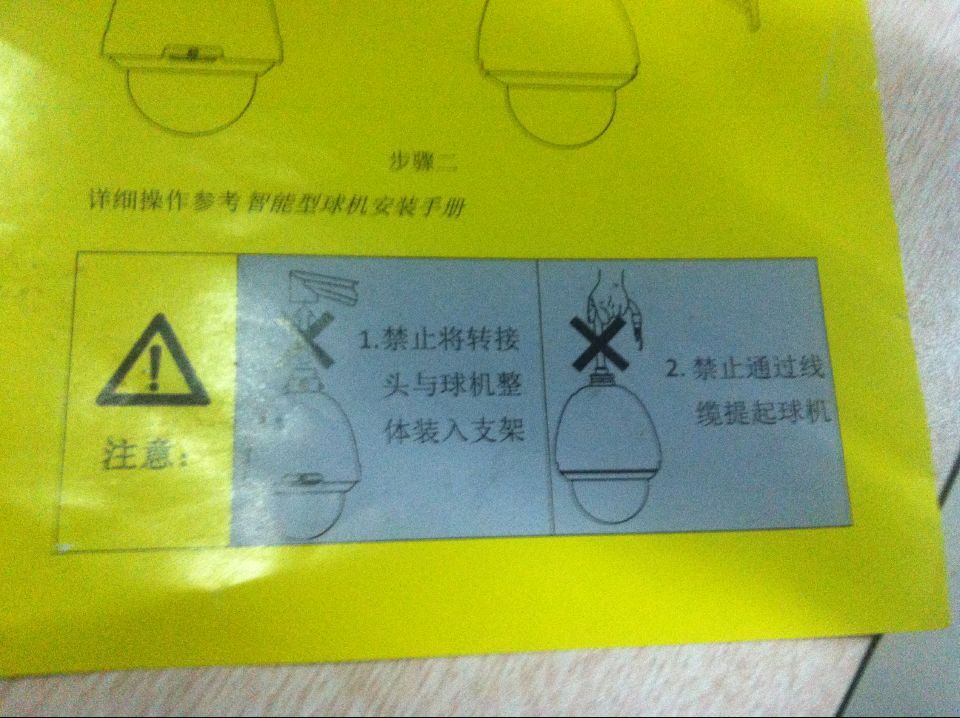 步骤二
详细操作参考 智能型球机安装手册
注意:
1.禁止将转接
头与球机整
体装入支架
2. 禁止通过线
缆提起球机